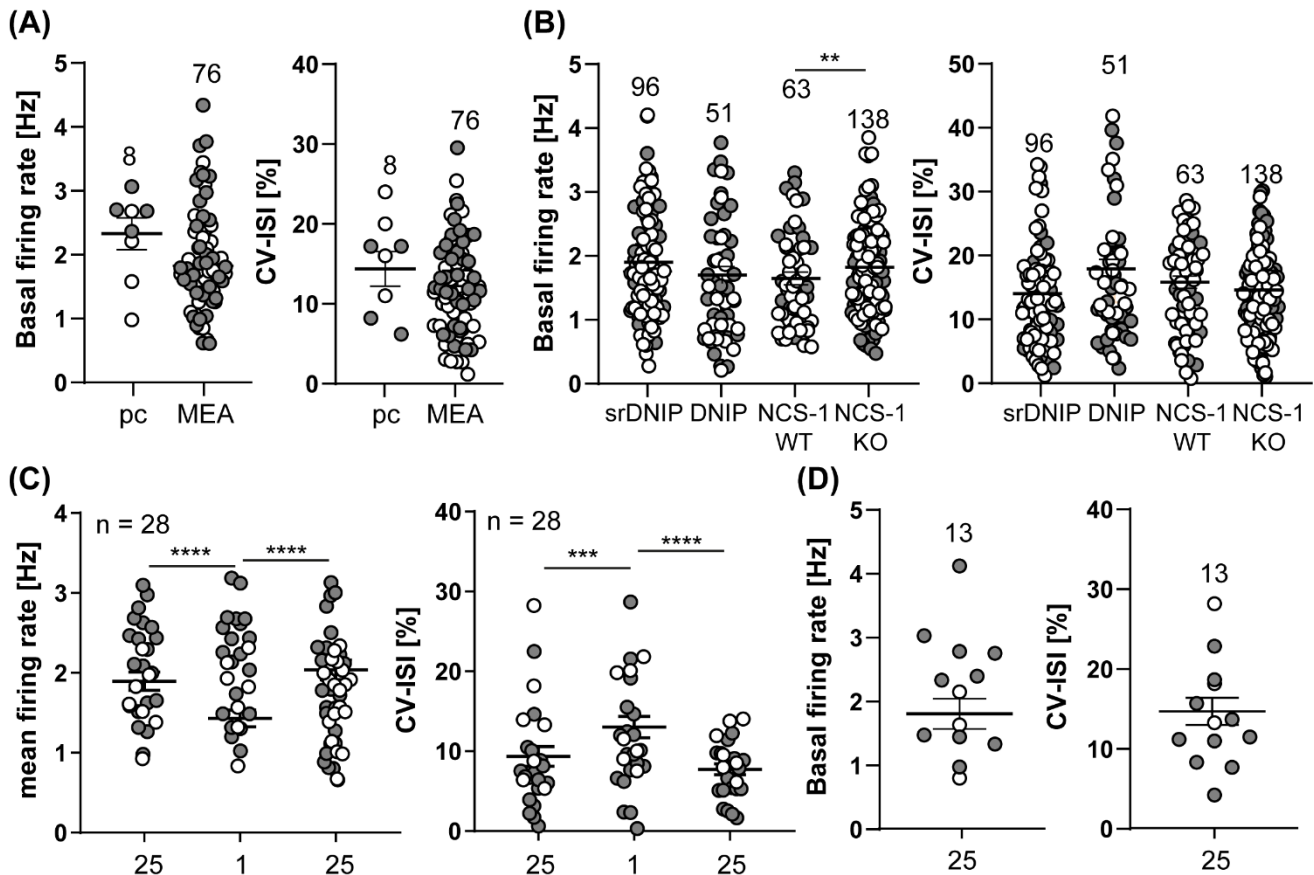 (A)
Basal firing rate [Hz]
5
4
3
2
1
0
8
76
pc
MEA
CV-ISI [%]
40
30
20
10
0
8
76
pc
MEA
(B)
Basal firing rate [Hz]
5
4
3
2
1
0
96
51
63
**
138
srDNIP
DNIP
NCS-1
WT
NCS-1
KO
CV-ISI [%]
50
40
30
20
10
0
96
51
63
138
srDNIP
DNIP
NCS-1
WT
NCS-1
KO
(C)
mean firing rate [Hz]
4
3
2
1
0
n = 28
****
****
25
1
25
CV-ISI [%]
40
30
20
10
0
n = 28
***
****
25
1
25
(D)
Basal firing rate [Hz]
5
4
3
2
1
0
13
25
CV-ISI [%]
40
30
20
10
0
13
25